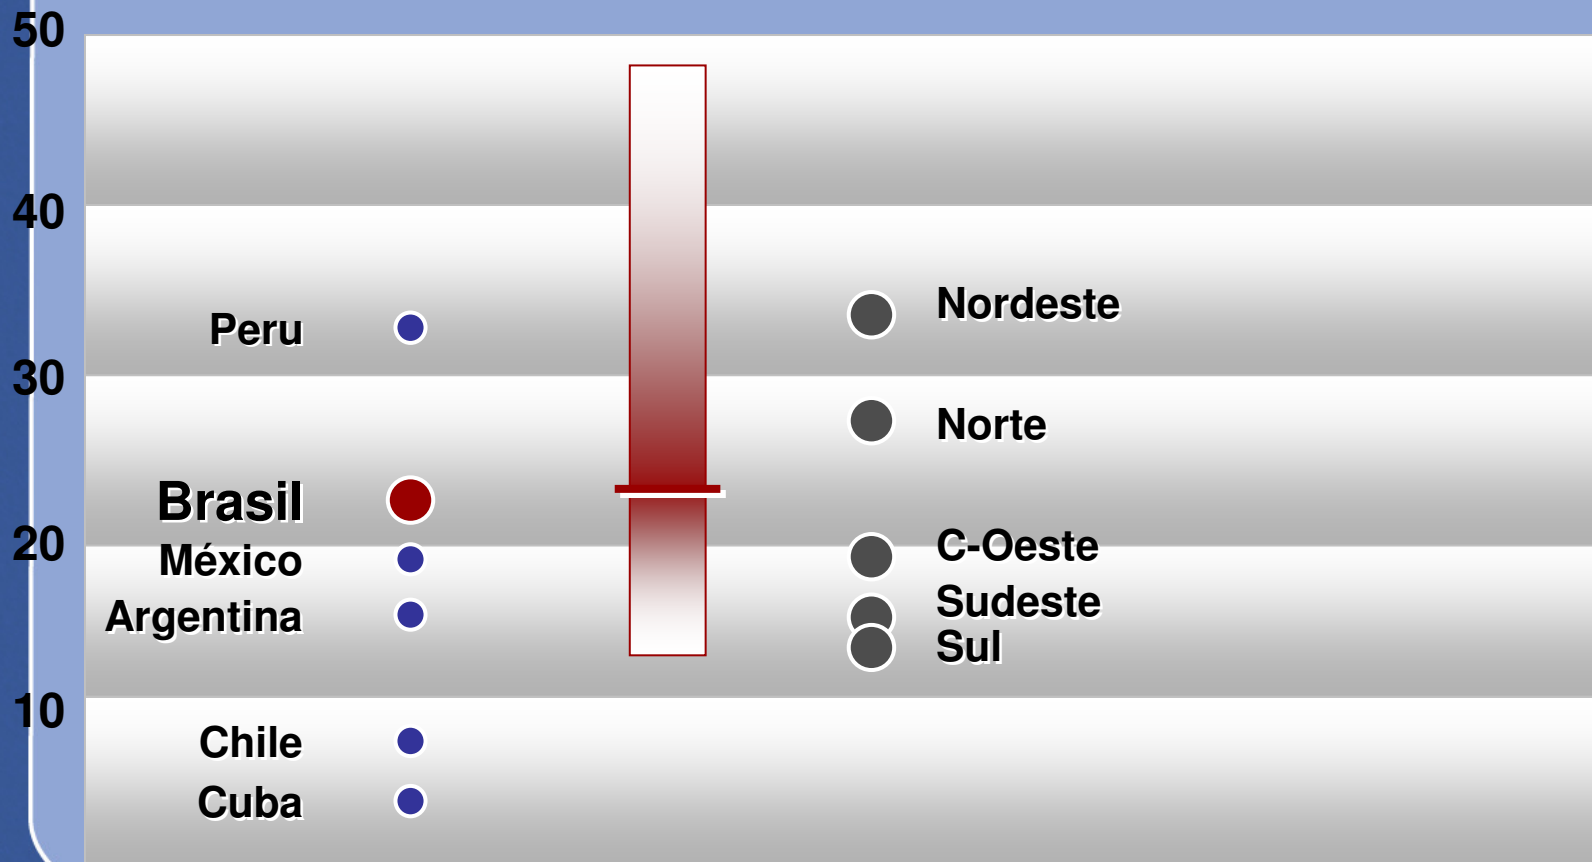 50
40
Nordeste
Peru
30
Norte
Brasil
20
C-Oeste
México
Sudeste
Argentina
Sul
10
Chile
Cuba